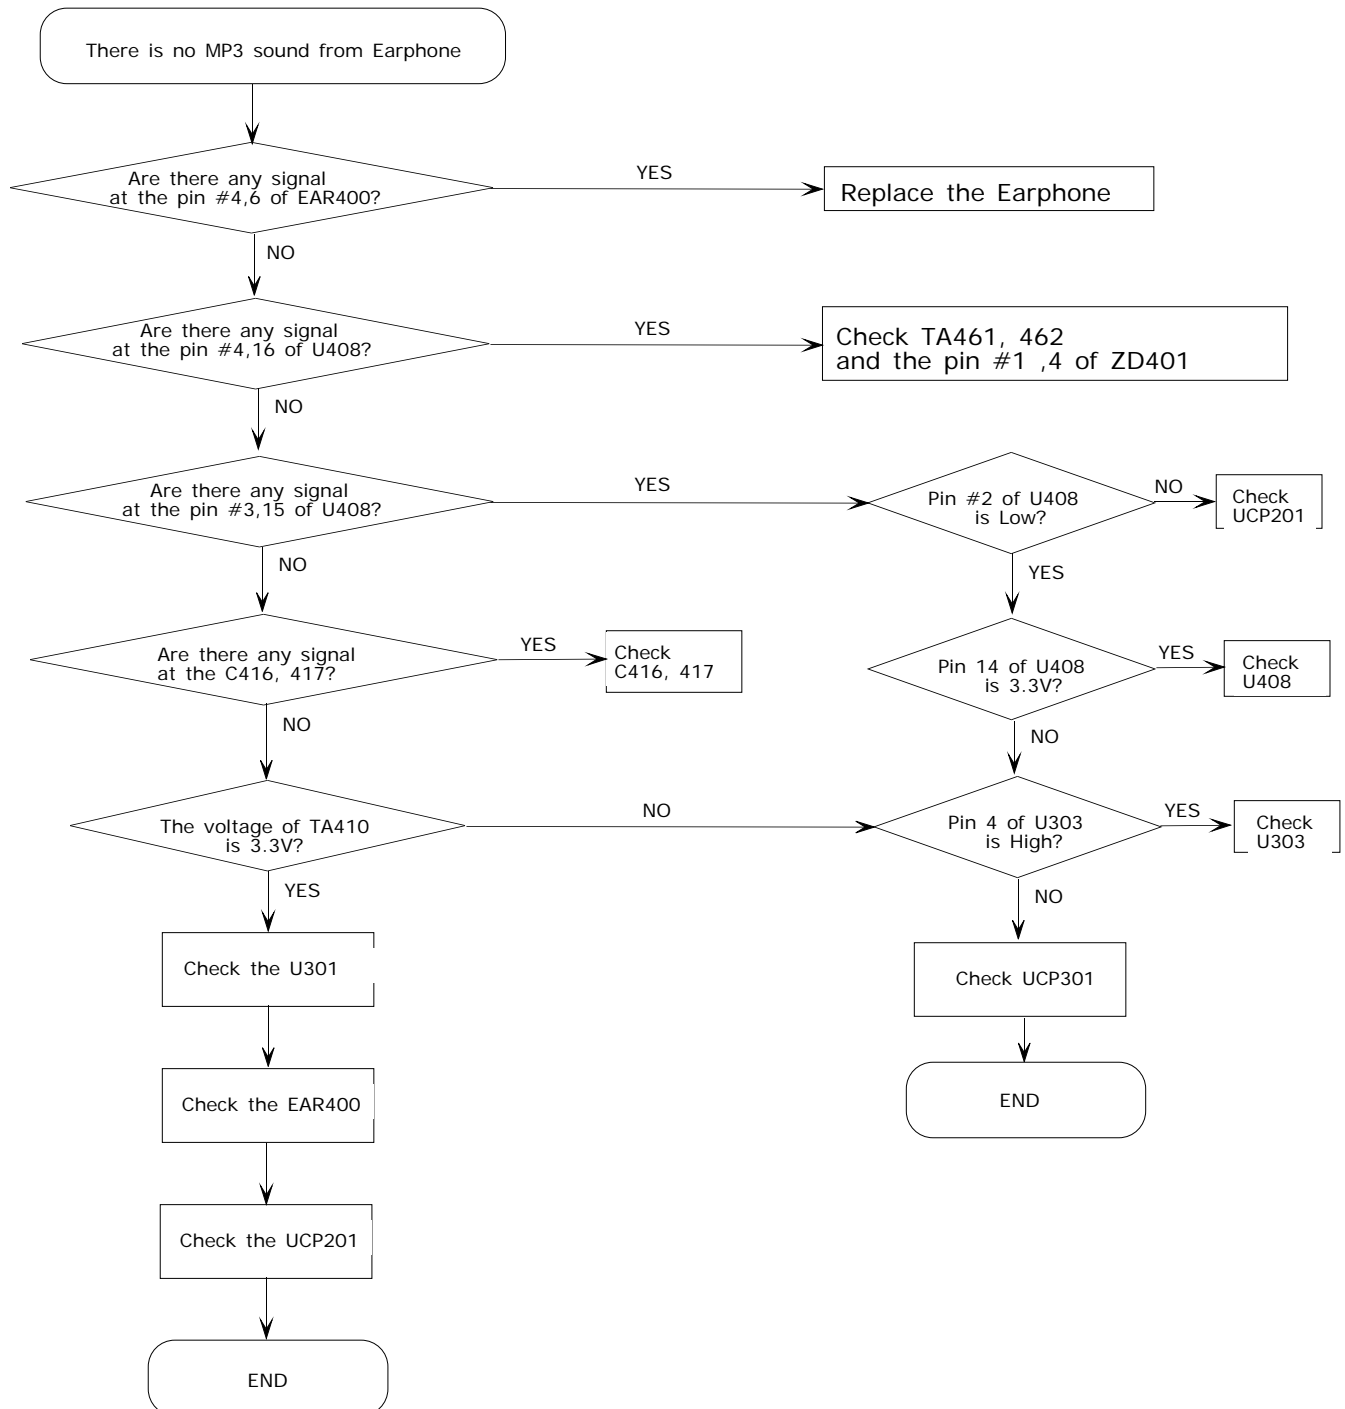 There is no MP3 sound from Earphone
Are there any signal
at the pin #4,6 of EAR400?
YES
Replace the Earphone
NO
Are there any signal
at the pin #4,16 of U408?
YES
Check TA461, 462
and the pin #1 ,4 of ZD401
NO
Are there any signal
at the pin #3,15 of U408?
YES
Pin #2 of U408
is Low?
NO
Check
UCP201
NO
YES
Are there any signal
at the C416, 417?
YES
Check
C416, 417
Pin 14 of U408
is 3.3V?
YES
Check
U408
NO
NO
The voltage of TA410
is 3.3V?
NO
Pin 4 of U303
is High?
YES
Check
U303
YES
NO
Check the U301
Check UCP301
Check the EAR400
END
Check the UCP201
END